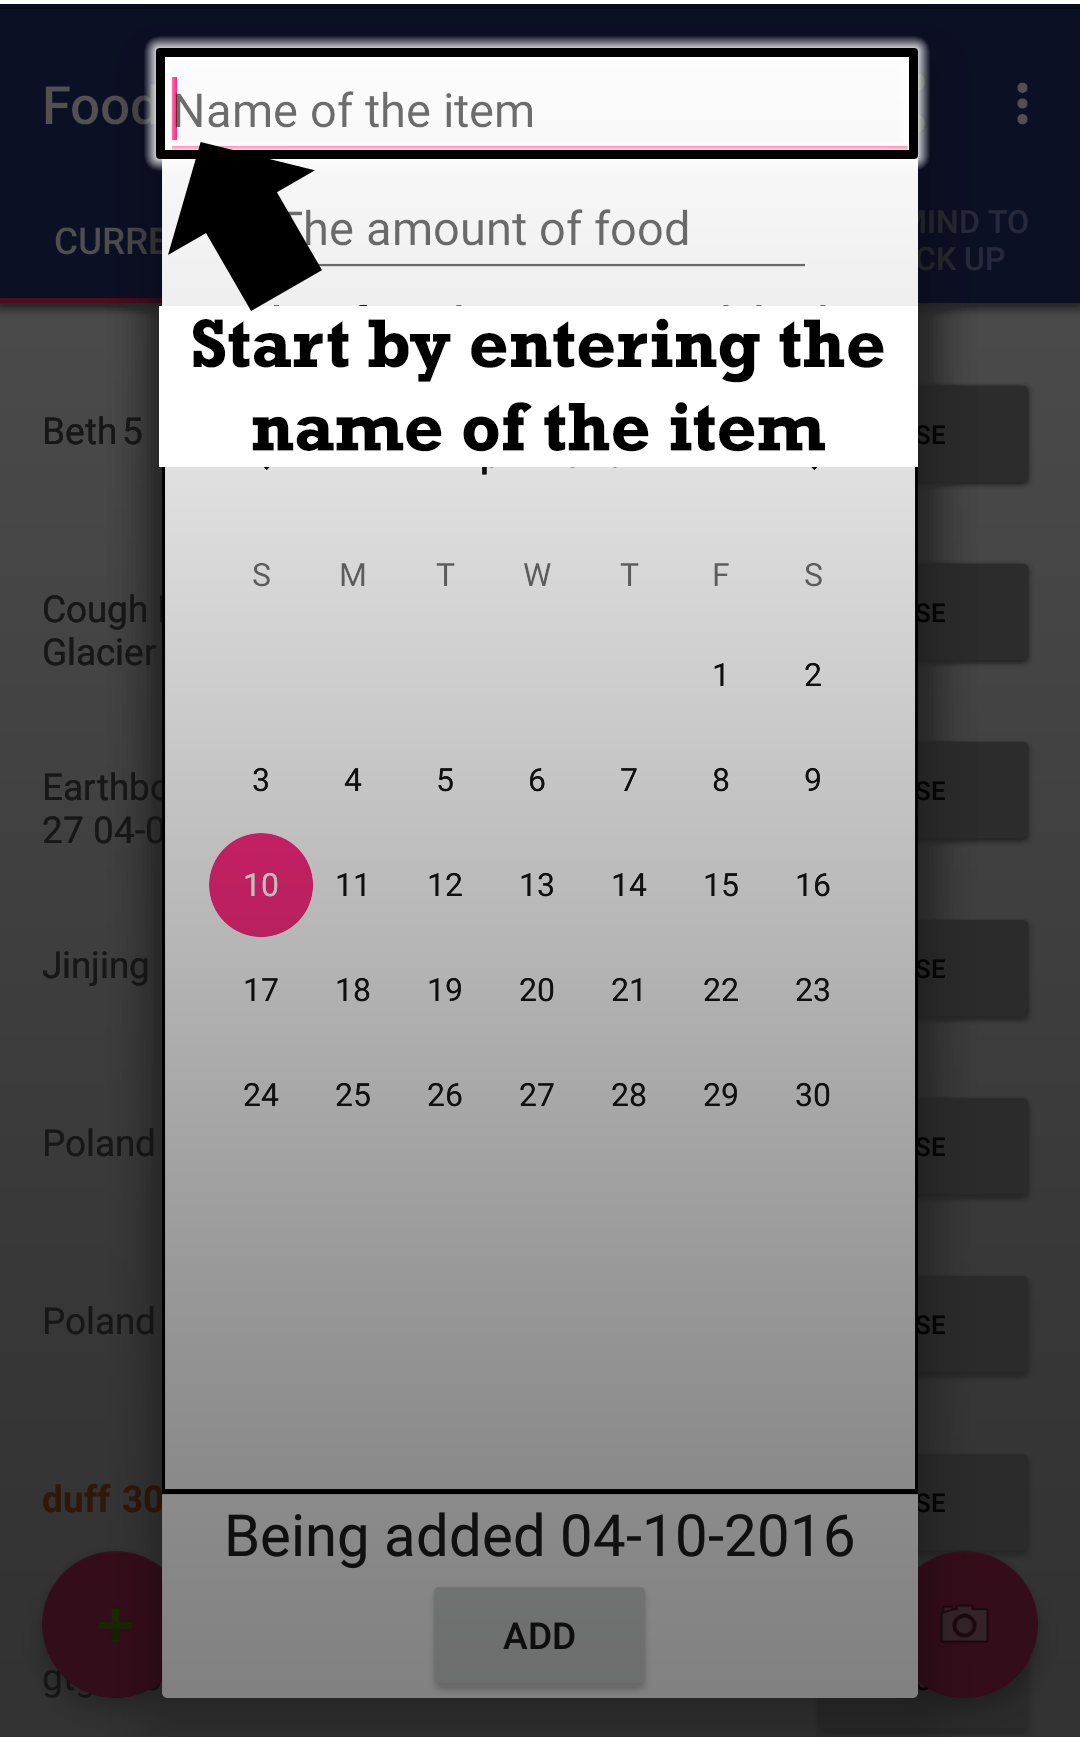 Food
Name of the item
The amount of food
CURRE
MIND TO
CK UP
Start by entering the
name of the item
Beth 5
SE
Cough
Glacier
SE
Earthbo
27 04-0
SE
Jinjing
SE
Poland
SE
Poland
SE
duff 30
SE
S M T W T F S
1 2
3 4 5 6 7 8 9
10 11 12 13 14 15 16
17 18 19 20 21 22 23
24 25 26 27 28 29 30
Being added 04-10-2016
ADD